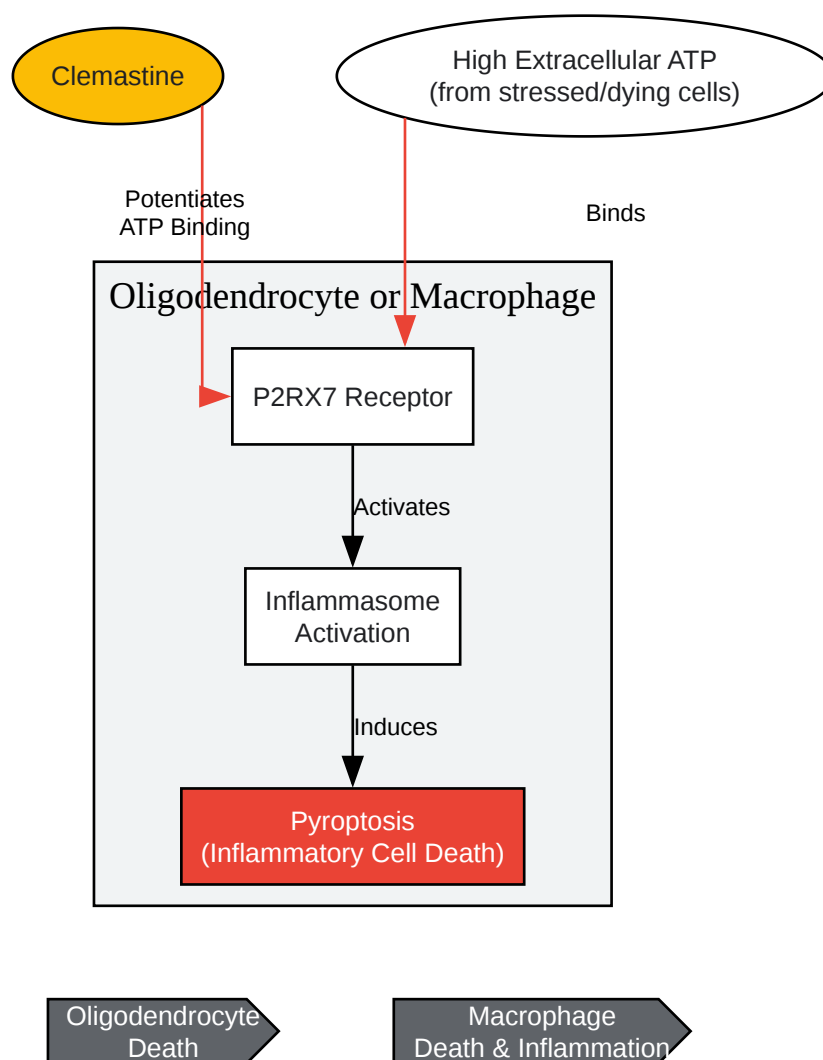 Clemastine
High Extracellular ATP
(from stressed/dying cells)
Potentiates
ATP Binding
Binds
Oligodendrocyte or Macrophage
P2RX7 Receptor
Activates
Inflammasome
Activation
Induces
Pyroptosis
(Inflammatory Cell Death)
Oligodendrocyte
Death
Macrophage
Death & Inflammation